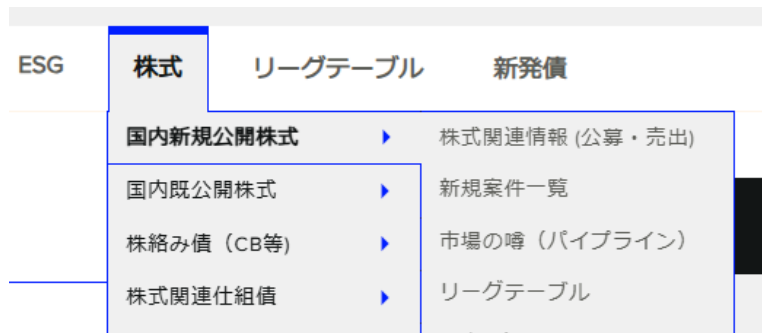 ESG 株式 リーグテーブル 新発債
国内新規公開株式
国内既公開株式
株絡み債（CB等)
株式関連仕組債
株式関連情報 (公募・売出)
新規案件一覧
市場の噂（パイプライン）
リーグテーブル